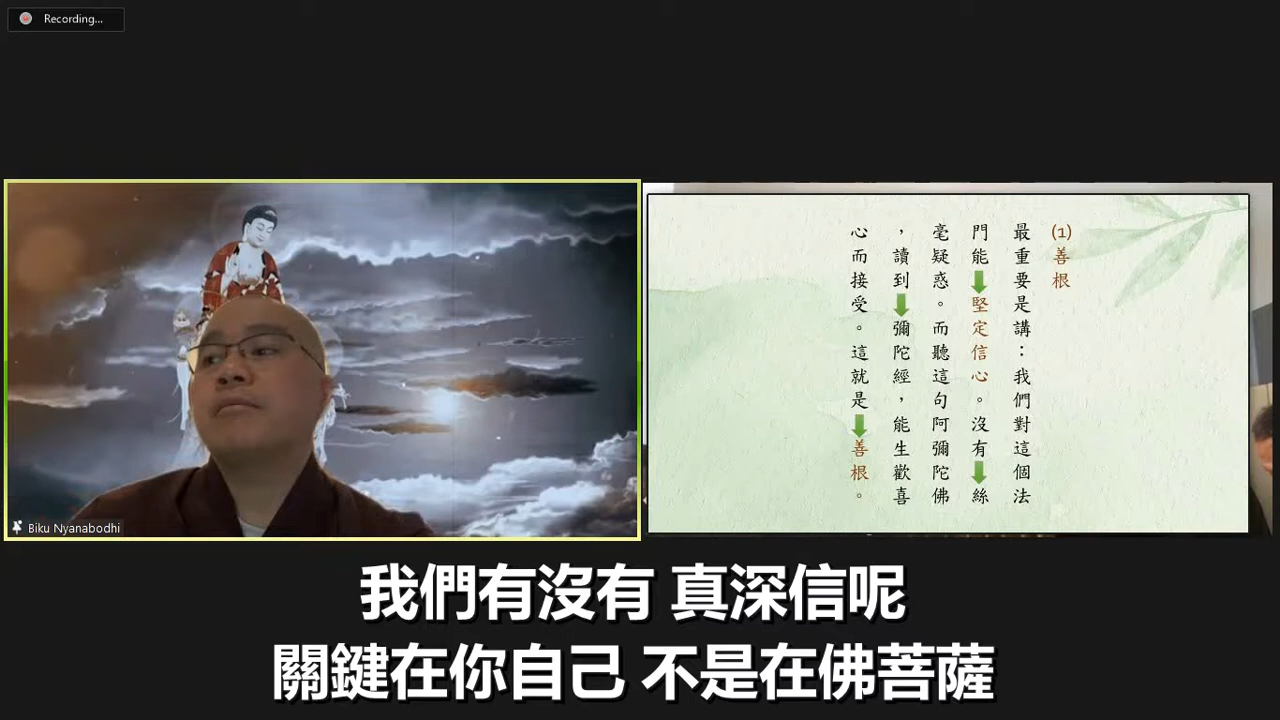 Recording...
Biku Nyanabodhi
(1)善根
最重要是講：我們對這個法
門能堅定信心。沒有絲
毫疑惑。而聽這句阿彌陀佛
，讀到彌陀經，能生歡喜
心而接受。這就是善根。
我們有沒有 真深信呢
關鍵在你自己 不是在佛菩薩